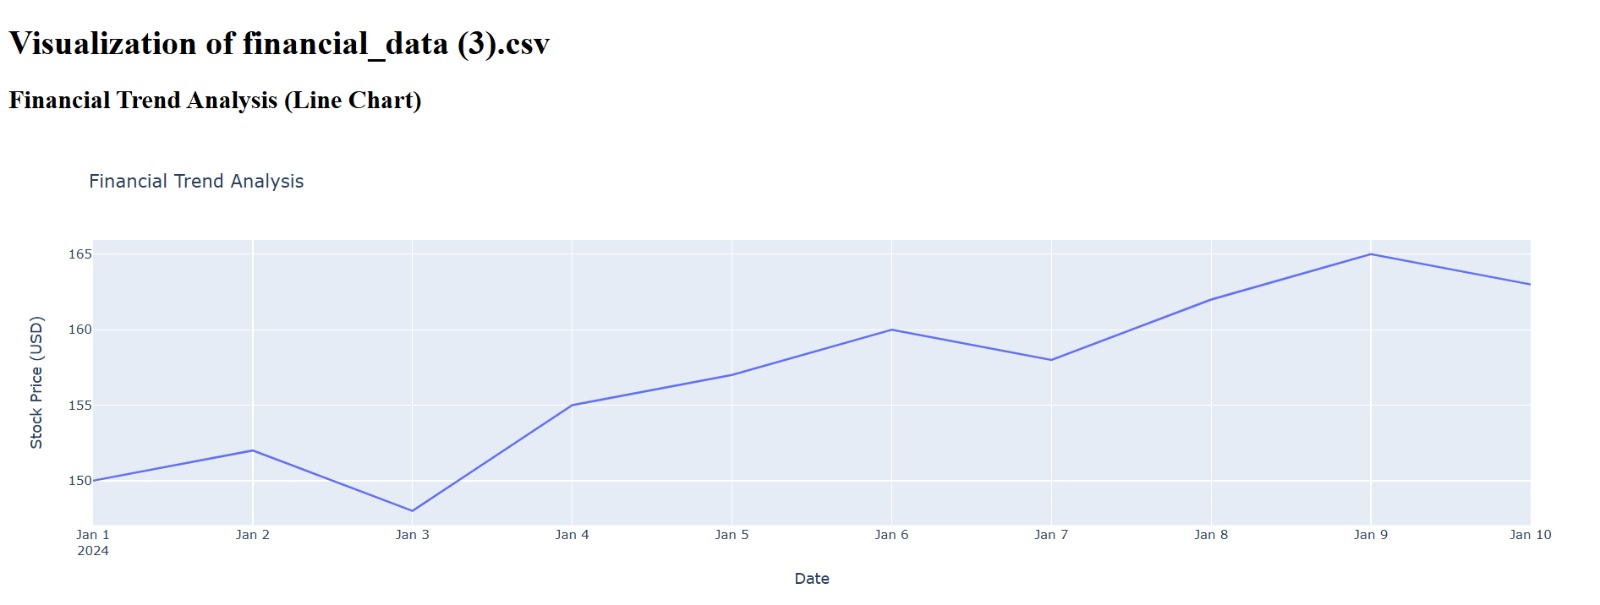 Visualization of financial_data (3).csv
Financial Trend Analysis (Line Chart)
Financial Trend Analysis
165
160
155
150
Stock Price (USD)
Jan 1 Jan 2 Jan 3 Jan 4 Jan 5 Jan 6 Jan 7 Jan 8 Jan 9 Jan 10
2024
Date